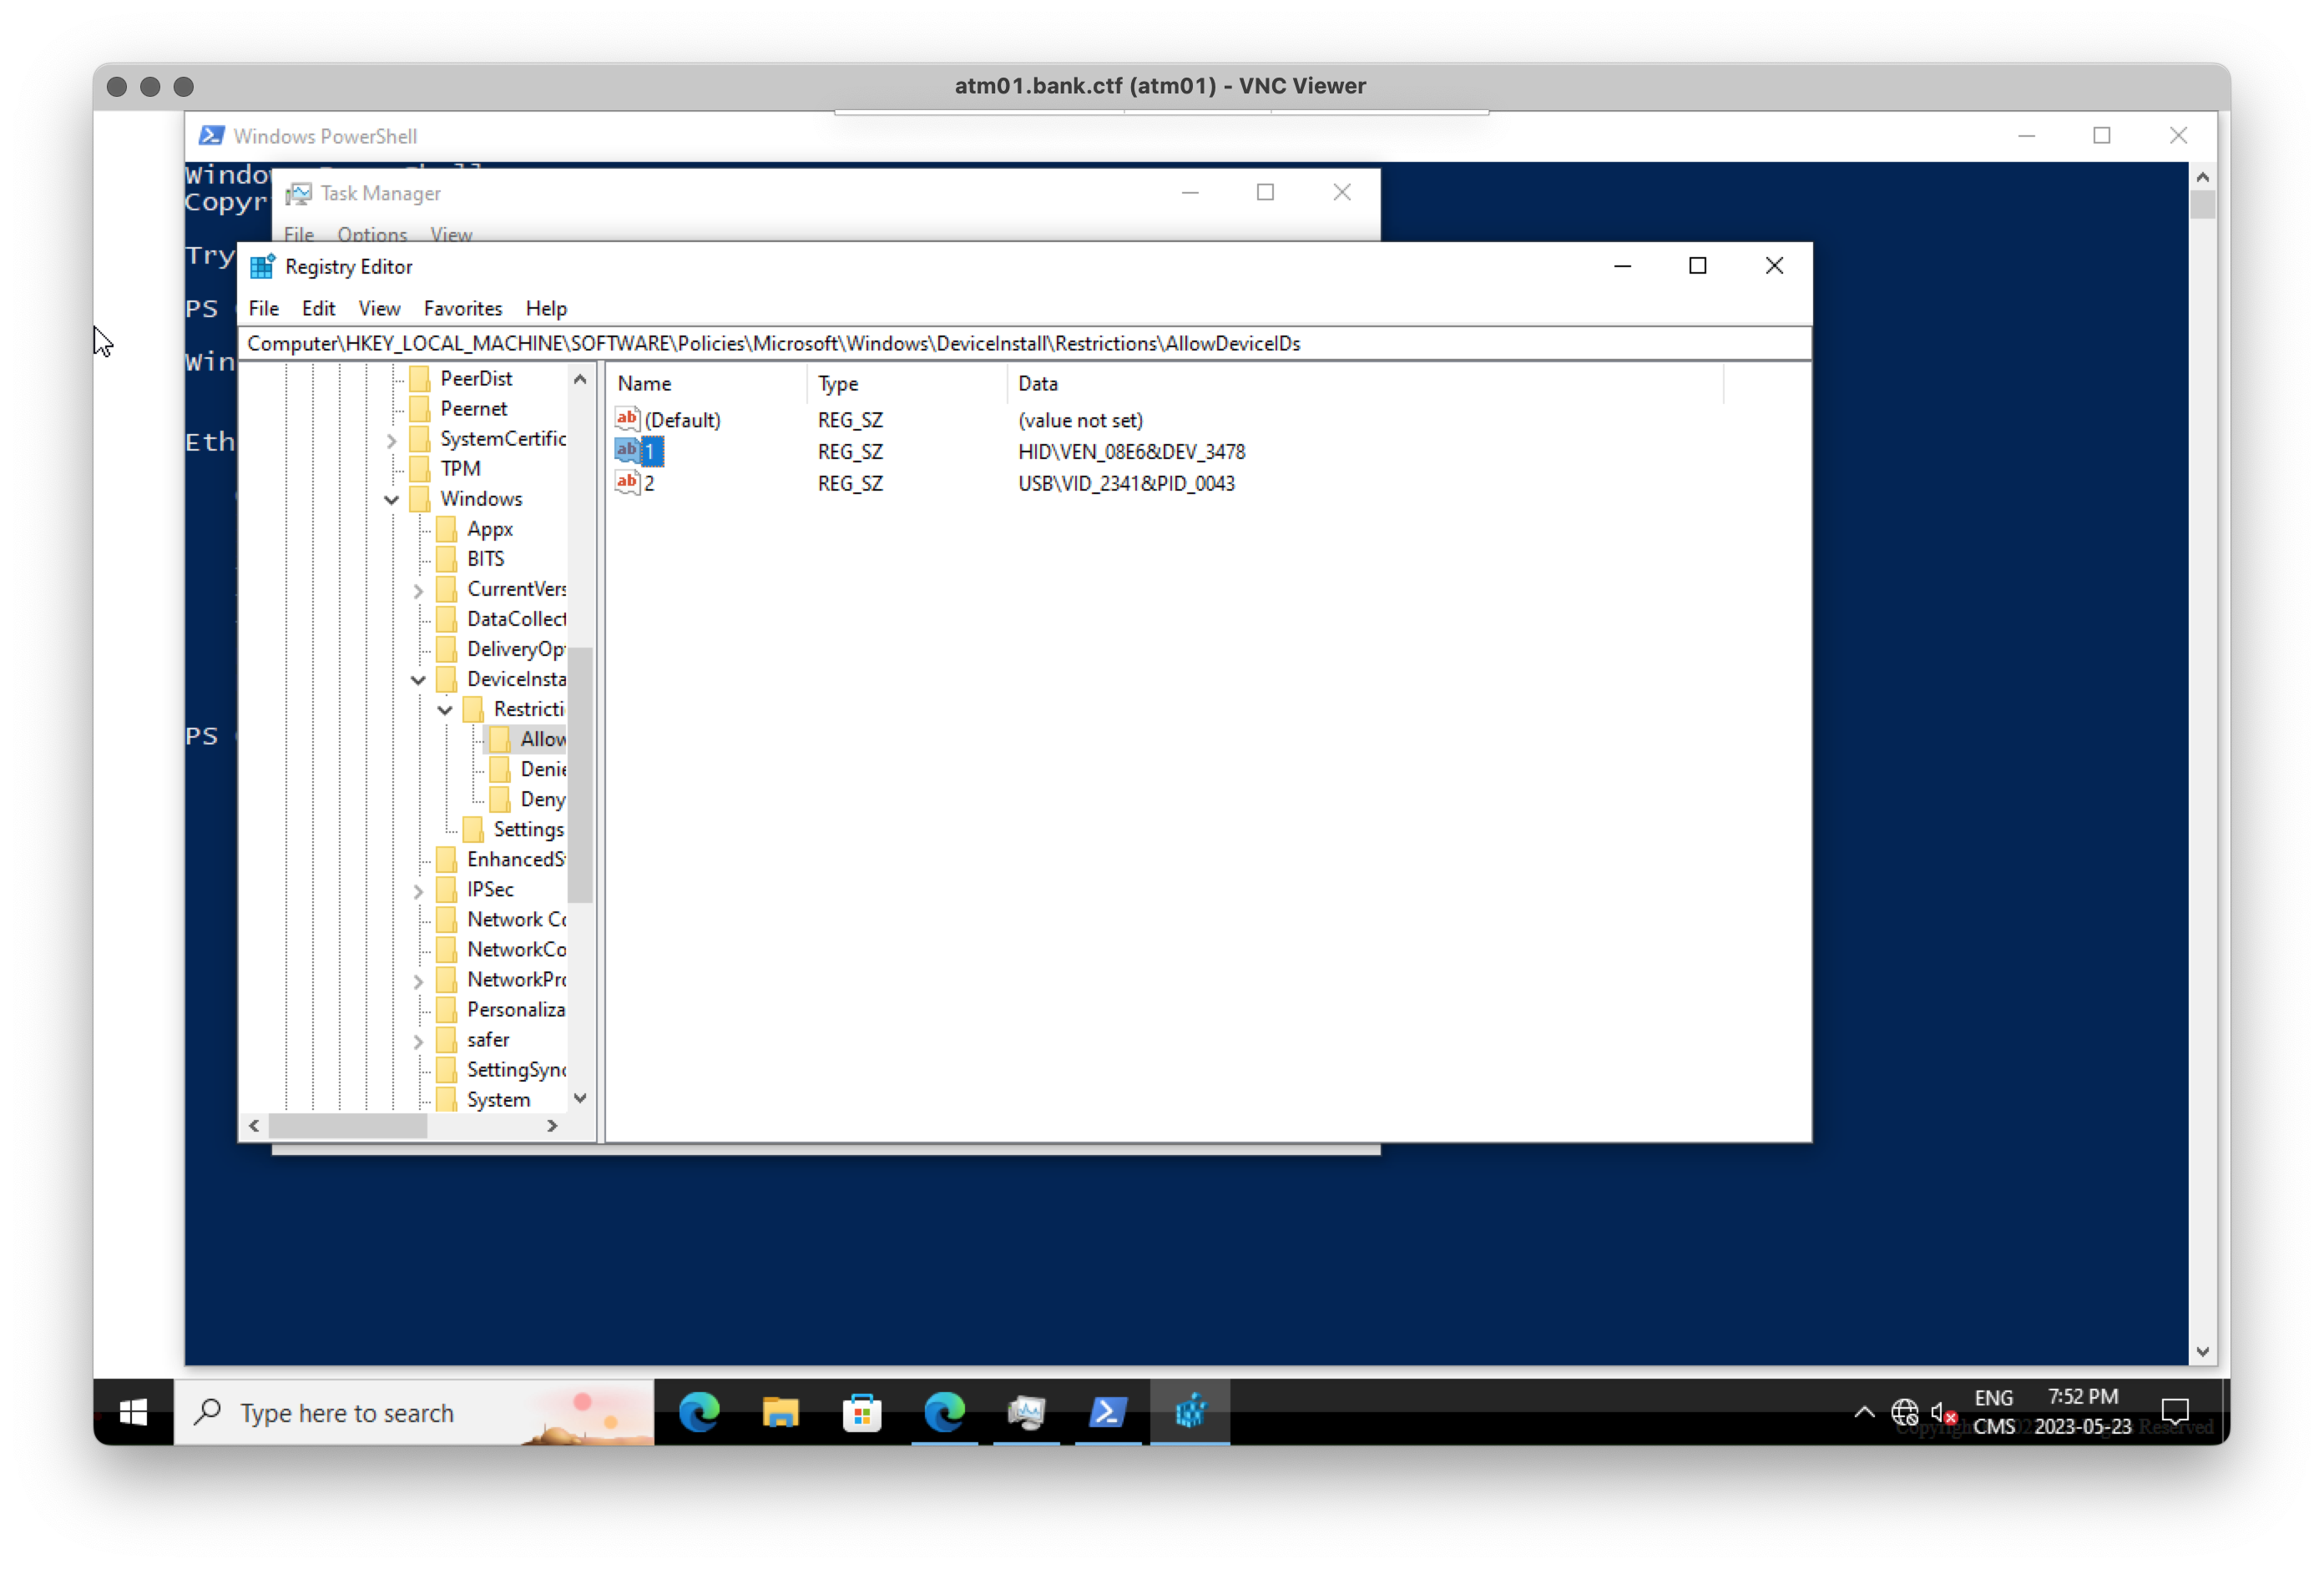 atm01.bank.ctf (atm01) - VNC Viewer
Windows PowerShell
Copyr
Task Manager
File Options View
Try
Registry Editor
PS
File Edit View Favorites Help
Computer\HKEY_LOCAL_MACHINE\SOFTWARE\Policies\Microsoft\Windows\DeviceInstall\Restrictions\AllowDeviceIDs
Win
PeerDist
Peernet
SystemCertific
TPM
Windows
Appx
BITS
CurrentVers
DataCollect
DeliveryOp
DeviceInsta
Restricti
Allow
Denie
Deny
Settings
EnhancedS
IPSec
Network Co
NetworkCo
NetworkPro
Personaliza
safer
SettingSync
System
Name Type Data
(Default) REG_SZ (value not set)
1 REG_SZ HID\VEN_08E6&DEV_3478
2 REG_SZ USB\VID_2341&PID_0043
Eth
PS
Type here to search
ENG
CMS
7:52 PM
2023-05-23
Reserved